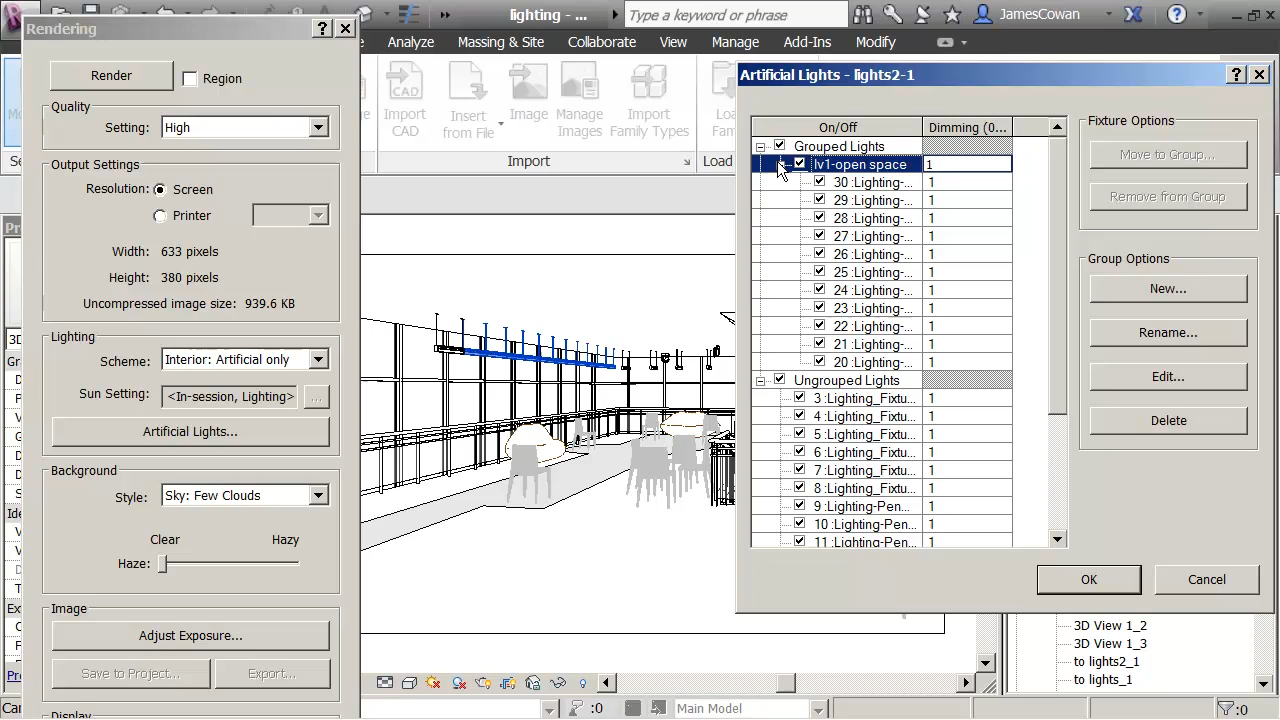 lighting - ...
Type a keyword or phrase
JamesCowan
Rendering
Analyze
Massing & Site
Collaborate
View
Manage
Add-Ins
Modify
Render
Region
Quality
Setting: High
Output Settings
Resolution: Screen
Printer
Width: 633 pixels
Height: 380 pixels
Uncompressed image size: 939.6 KB
Lighting
Scheme: Interior: Artificial only
Sun Setting: <In-session, Lighting> ...
Artificial Lights...
Background
Style: Sky: Few Clouds
Clear Hazy
Haze:
Image
Adjust Exposure...
Save to Project... Export...
Display
Import
CAD
Insert
from File
Image
Manage
Images
Import
Family Types
Import
Load
Artificial Lights - lights2-1
On/Off Dimming (0...
Grouped Lights
lv1-open space 1
30 :Lighting-... 1
29 :Lighting-... 1
28 :Lighting-... 1
27 :Lighting-... 1
26 :Lighting-... 1
25 :Lighting-... 1
24 :Lighting-... 1
23 :Lighting-... 1
22 :Lighting-... 1
21 :Lighting-... 1
20 :Lighting-... 1
Ungrouped Lights
3 :Lighting_Fixtu... 1
4 :Lighting_Fixtu... 1
5 :Lighting_Fixtu... 1
6 :Lighting_Fixtu... 1
7 :Lighting_Fixtu... 1
8 :Lighting_Fixtu... 1
9 :Lighting-Pen... 1
10 :Lighting-Pen... 1
11 :Lighting-Pen... 1
Fixture Options
Move to Group...
Remove from Group
Group Options
New...
Rename...
Edit...
Delete
OK
Cancel
3D View 1_2
3D View 1_3
to lights2_1
to lights_1
:0
Main Model
:0